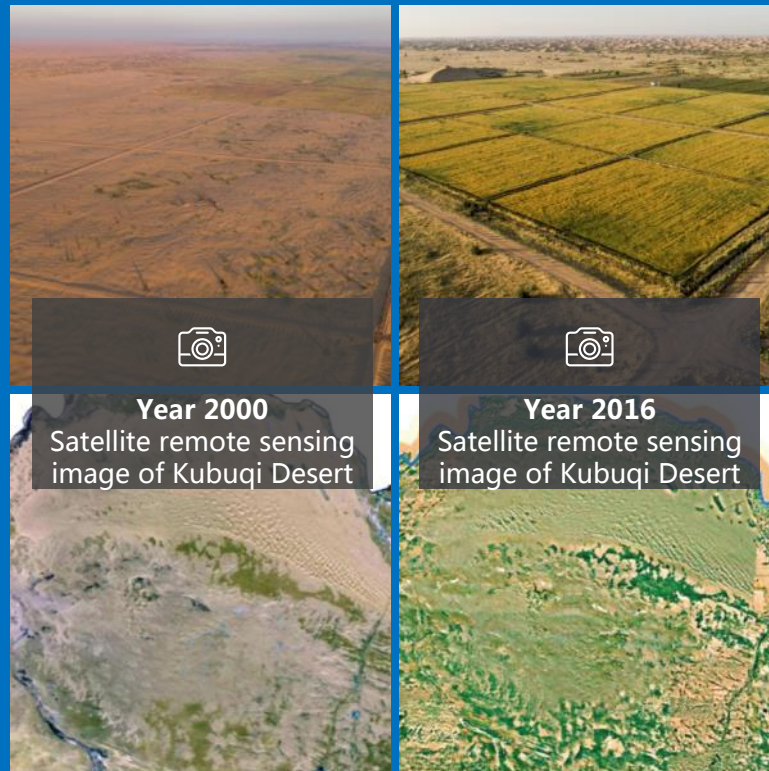 Year 2000
Satellite remote sensing
image of Kubuqi Desert
Year 2016
Satellite remote sensing
image of Kubuqi Desert